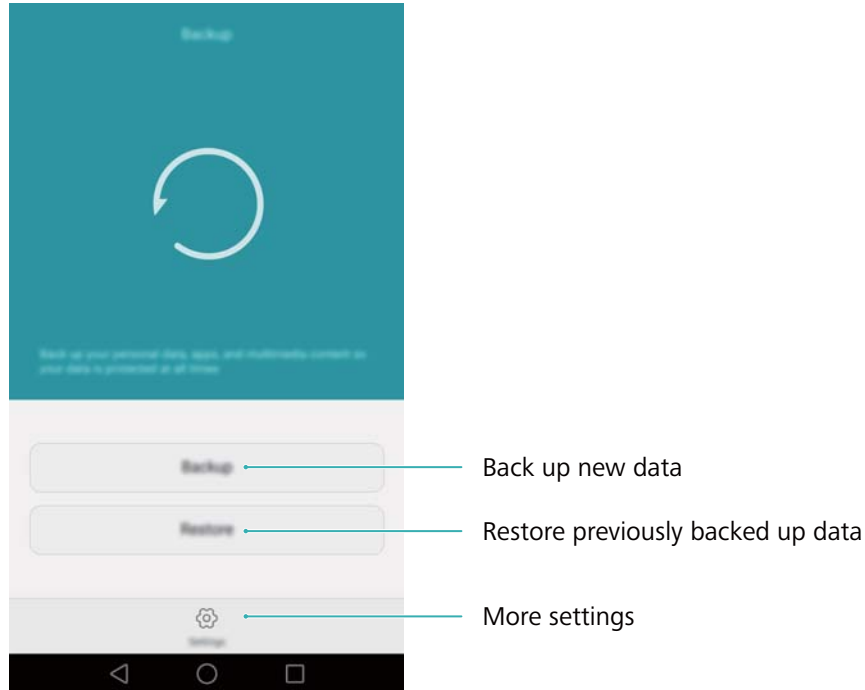 Backup
Back up your personal data, apps, and multimedia content so
your data is protected at all times
Backup
Back up new data
Restore
Restore previously backed up data
More settings
Settings